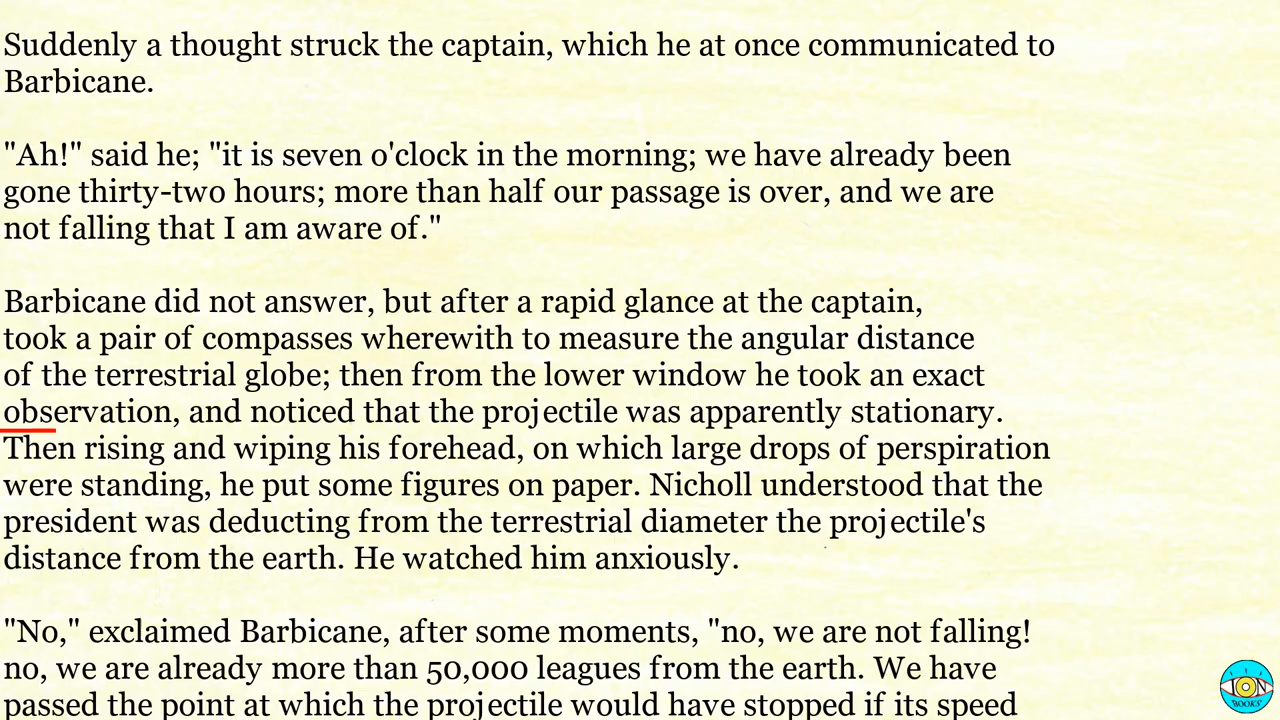 Suddenly a thought struck the captain, which he at once communicated to
Barbicane.
"Ah!" said he; "it is seven o'clock in the morning; we have already been
gone thirty-two hours; more than half our passage is over, and we are
not falling that I am aware of."
Barbicane did not answer, but after a rapid glance at the captain,
took a pair of compasses wherewith to measure the angular distance
of the terrestrial globe; then from the lower window he took an exact
observation, and noticed that the projectile was apparently stationary.
Then rising and wiping his forehead, on which large drops of perspiration
were standing, he put some figures on paper. Nicholl understood that the
president was deducting from the terrestrial diameter the projectile's
distance from the earth. He watched him anxiously.
"No," exclaimed Barbicane, after some moments, "no, we are not falling!
no, we are already more than 50,000 leagues from the earth. We have
passed the point at which the projectile would have stopped if its speed
ION
BOOKS